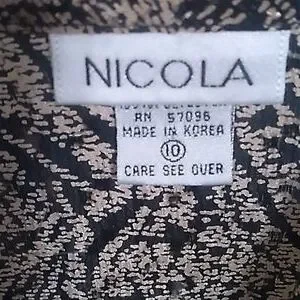 NICOLA
RN 57096
MADE IN KOREA
10
CARE SEE OVER